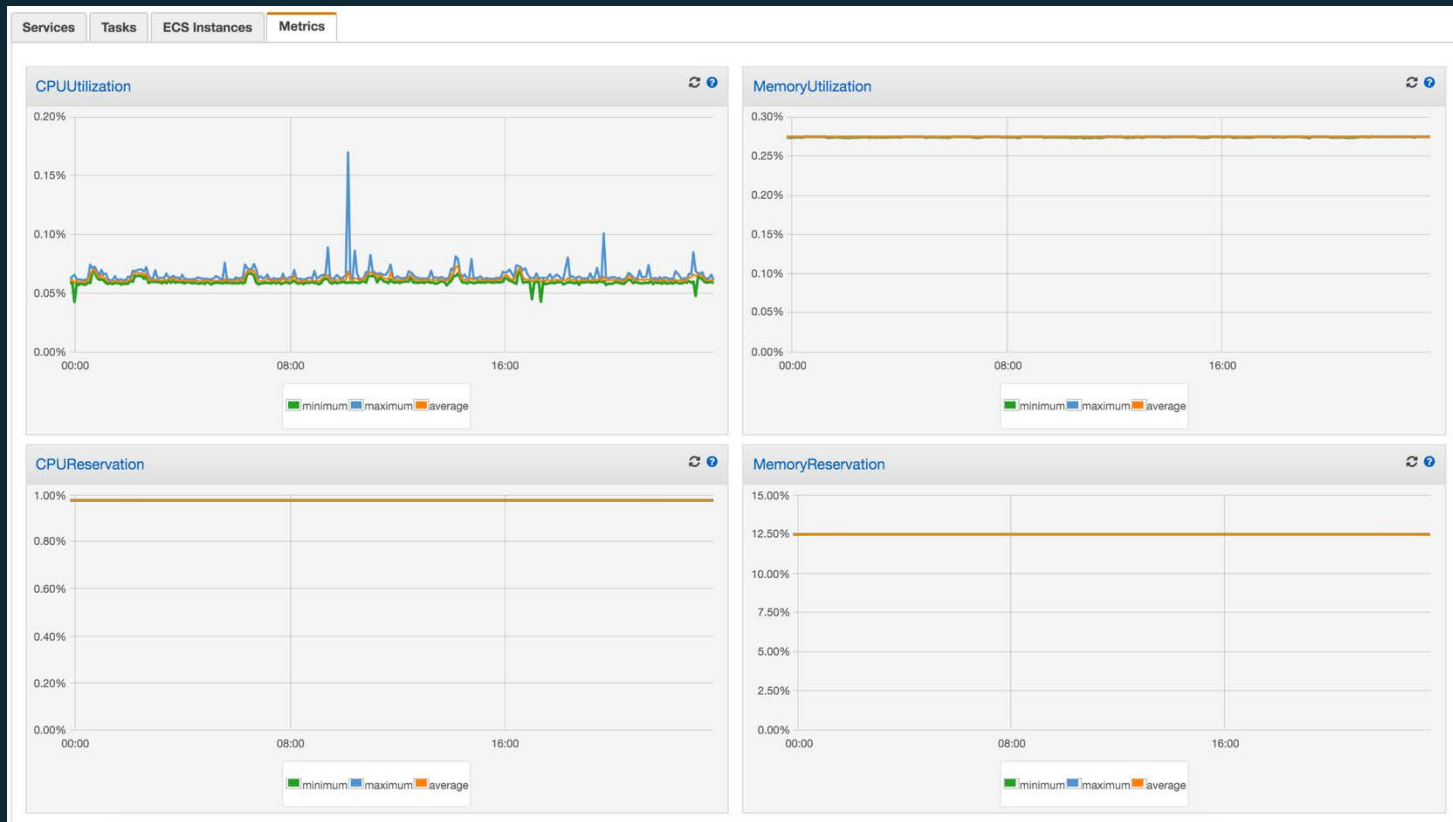 Services Tasks ECS Instances Metrics
CPUUtilization
0.20%
0.15%
0.10%
0.05%
0.00%
00:00 08:00 16:00
minimum maximum average
MemoryUtilization
0.30%
0.25%
0.20%
0.15%
0.10%
0.05%
0.00%
00:00 08:00 16:00
minimum maximum average
CPUReservation
1.00%
0.80%
0.60%
0.40%
0.20%
0.00%
00:00 08:00 16:00
minimum maximum average
MemoryReservation
15.00%
12.50%
10.00%
7.50%
5.00%
2.50%
0.00%
00:00 08:00 16:00
minimum maximum average